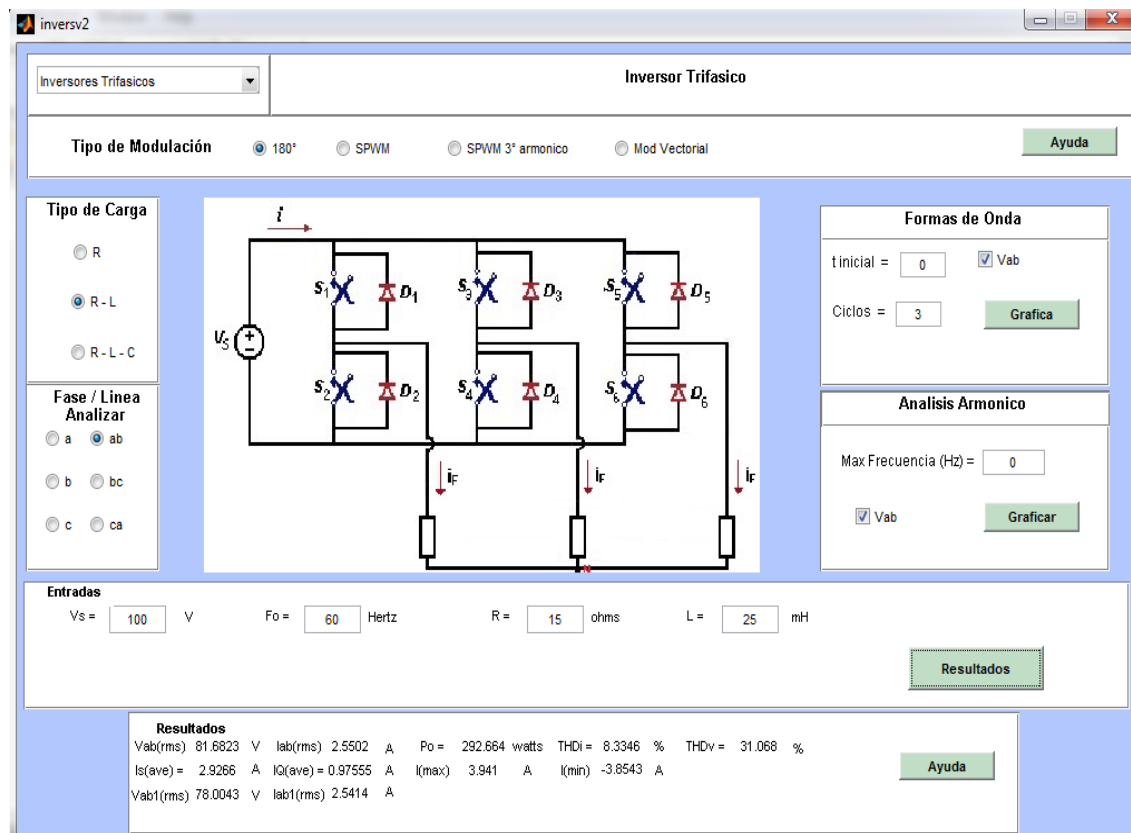 inversv2
Inversores Trifasicos
Inversor Trifasico
Tipo de Modulación 180° SPWM SPWM 3° armonico Mod Vectorial Ayuda
Tipo de Carga
R
R - L
R - L - C
Fase / Linea
Analizar
a ab
b bc
c ca
i
S1 D1 S3 D3 S5 D5
VS + −
S2 D2 S4 D4 S6 D6
iF iF iF
Formas de Onda
t inicial = 0 Vab
Ciclos = 3 Grafica
Analisis Armonico
Max Frecuencia (Hz) = 0
Vab Graficar
Entradas
Vs = 100 V Fo = 60 Hertz R = 15 ohms L = 25 mH
Resultados
Resultados
Vab(rms) 81.6823 V Iab(rms) 2.5502 A Po = 292.664 watts THDi = 8.3346 % THDv = 31.068 %
Is(ave) = 2.9266 A IQ(ave) = 0.97555 A I(max) 3.941 A I(min) -3.8543 A
Vab1(rms) 78.0043 V Iab1(rms) 2.5414 A
Ayuda